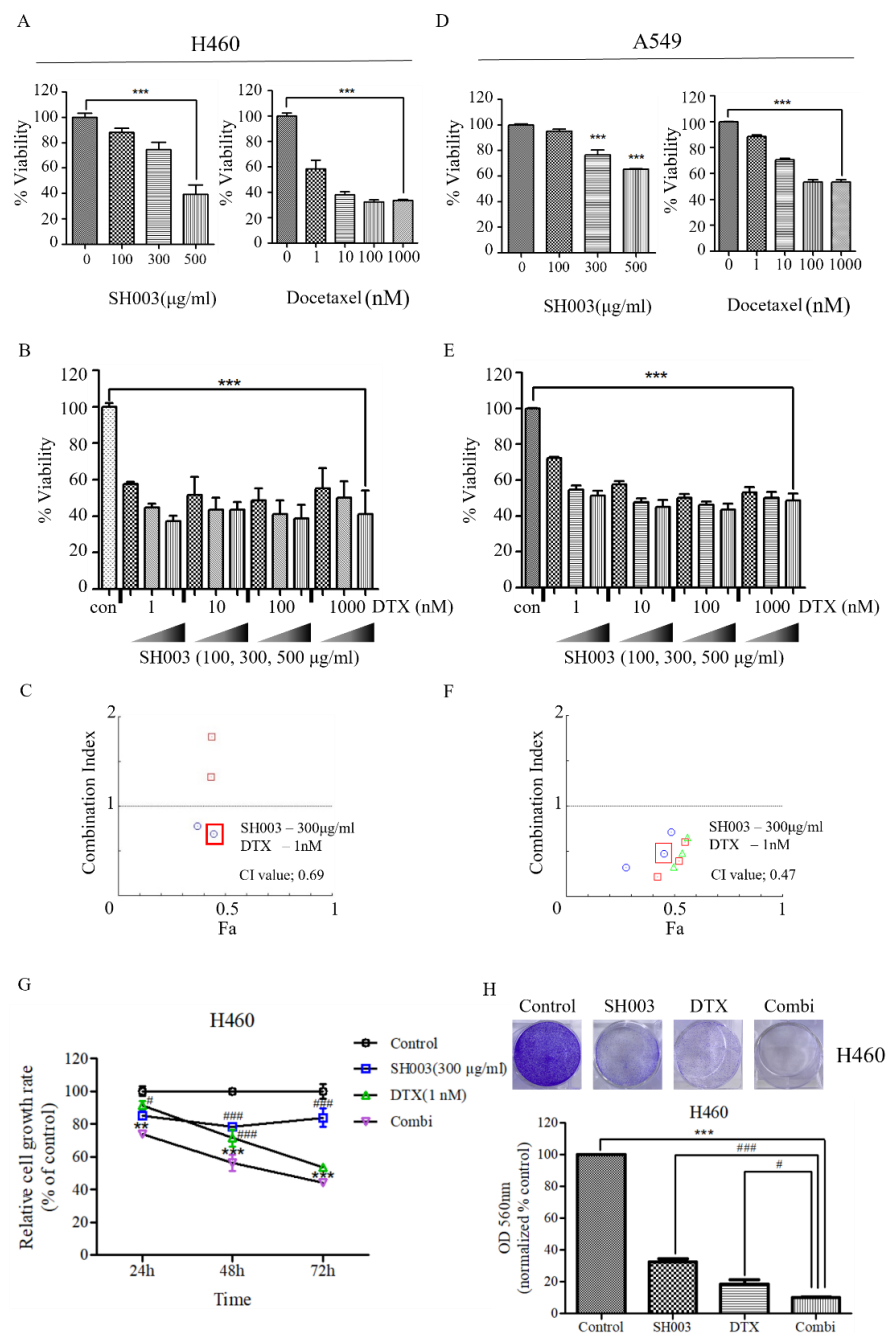 A
H460
% Viability
120
100
80
60
40
20
0
***
0 100 300 500
SH003(μg/ml)
% Viability
120
100
80
60
40
20
0
***
0 1 10 100 1000
Docetaxel(nM)
D
A549
% Viability
120
100
80
60
40
20
0
***
***
0 100 300 500
SH003(μg/ml)
% Viability
120
100
80
60
40
20
0
***
0 1 10 100 1000
Docetaxel(nM)
B
% Viability
120
100
80
60
40
20
0
***
con 1 10 100 1000 DTX (nM)
SH003 (100, 300, 500 μg/ml)
E
% Viability
120
100
80
60
40
20
0
***
con 1 10 100 1000 DTX (nM)
SH003 (100, 300, 500 μg/ml)
C
Combination Index
2
1
SH003 – 300μg/ml
DTX – 1nM
CI value; 0.69
0 0.5 1
Fa
F
Combination Index
2
1
SH003 – 300μg/ml
DTX – 1nM
CI value; 0.47
0 0.5 1
Fa
G
H460
Relative cell growth rate
(% of control)
120
100
80
60
40
20
0
Control
SH003(300 μg/ml)
DTX(1 nM)
Combi
#
**
###
###
***
###
***
24h 48h 72h
Time
H
Control SH003 DTX Combi
H460
H460
OD 560nm
(normalized % control)
120
100
80
60
40
20
0
***
###
#
Control SH003 DTX Combi